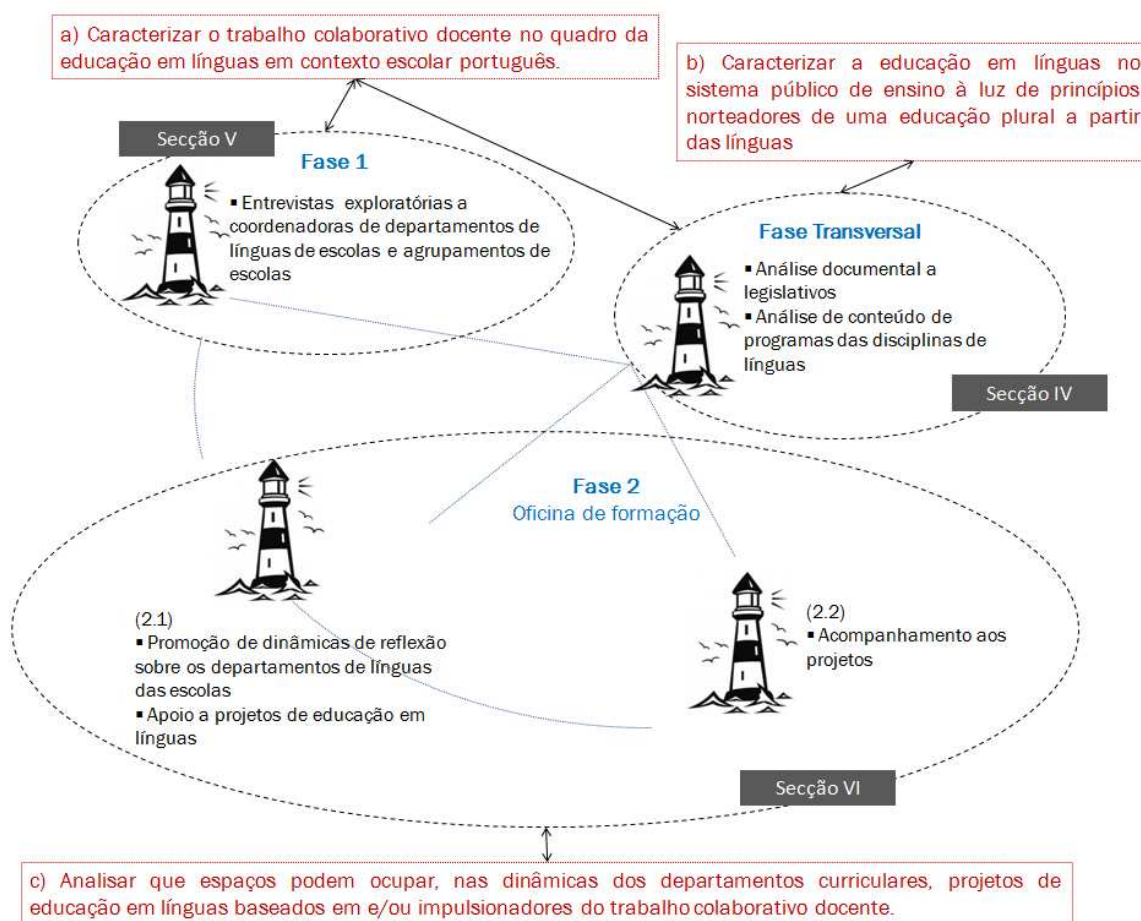 a) Caracterizar o trabalho colaborativo docente no quadro da
educação em línguas em contexto escolar português.
b) Caracterizar a educação em línguas no
sistema público de ensino à luz de princípios
norteadores de uma educação plural a partir
das línguas
Secção V
Fase 1
▪ Entrevistas exploratórias a
coordenadoras de departamentos de
línguas de escolas e agrupamentos de
escolas
Fase Transversal
▪ Análise documental a
legislativos
▪ Análise de conteúdo de
programas das disciplinas de
línguas
Secção IV
Fase 2
Oficina de formação
(2.1)
▪ Promoção de dinâmicas de reflexão
sobre os departamentos de línguas
das escolas
▪ Apoio a projetos de educação em
línguas
(2.2)
▪ Acompanhamento aos
projetos
Secção VI
c) Analisar que espaços podem ocupar, nas dinâmicas dos departamentos curriculares, projetos de
educação em línguas baseados em e/ou impulsionadores do trabalho colaborativo docente.